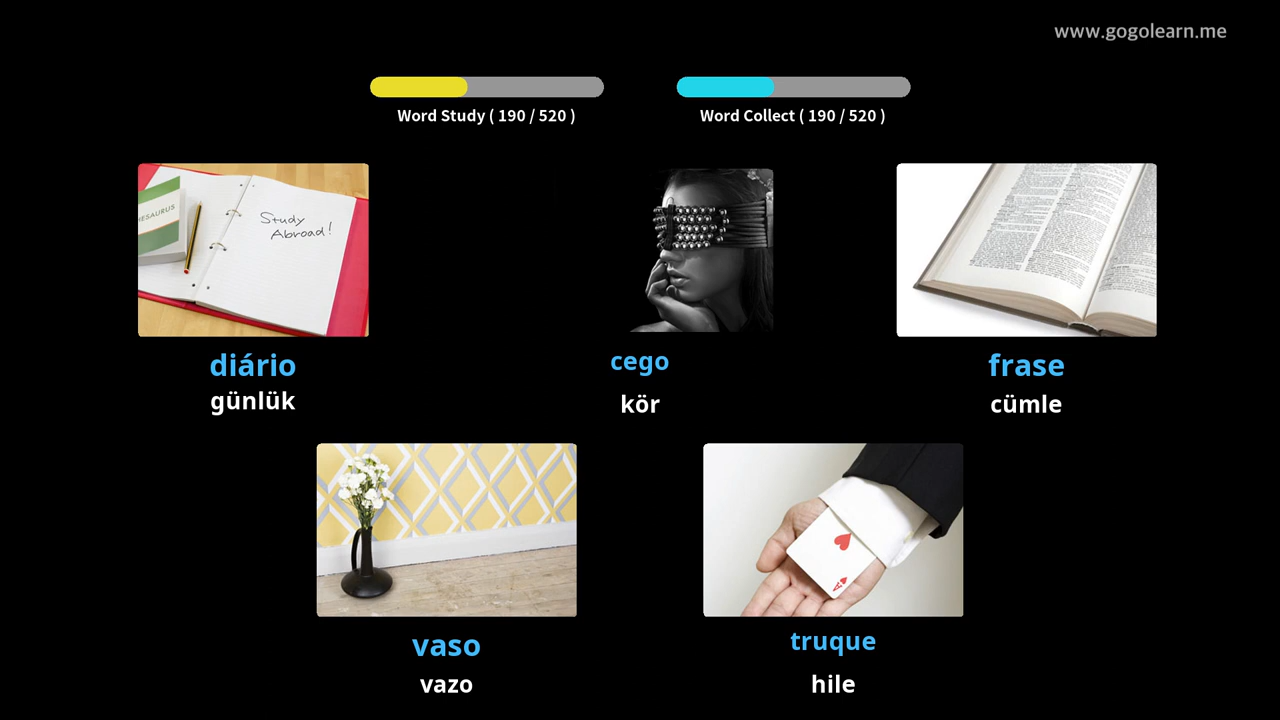 www.gogolearn.me
Word Study ( 190 / 520 )
Word Collect ( 190 / 520 )
HESAURUS
Study
Abroad!
diário
günlük
cego
kör
frase
cümle
A
vaso
vazo
truque
hile